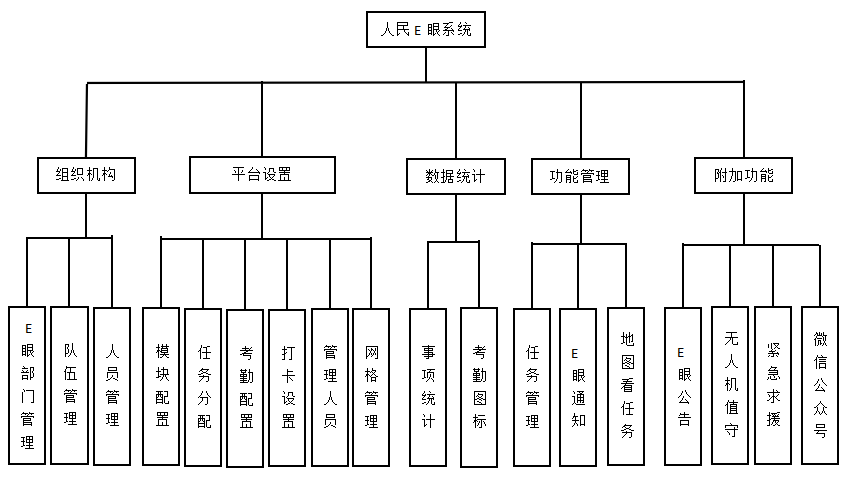 人民E眼系统
组织机构
平台设置
数据统计
功能管理
附加功能
E眼部门管理
队伍管理
人员管理
模块配置
任务分配
考勤配置
打卡设置
管理人员
网格管理
事项统计
考勤图标
任务管理
E眼通知
地图看任务
E眼公告
无人机值守
紧急求援
微信公众号